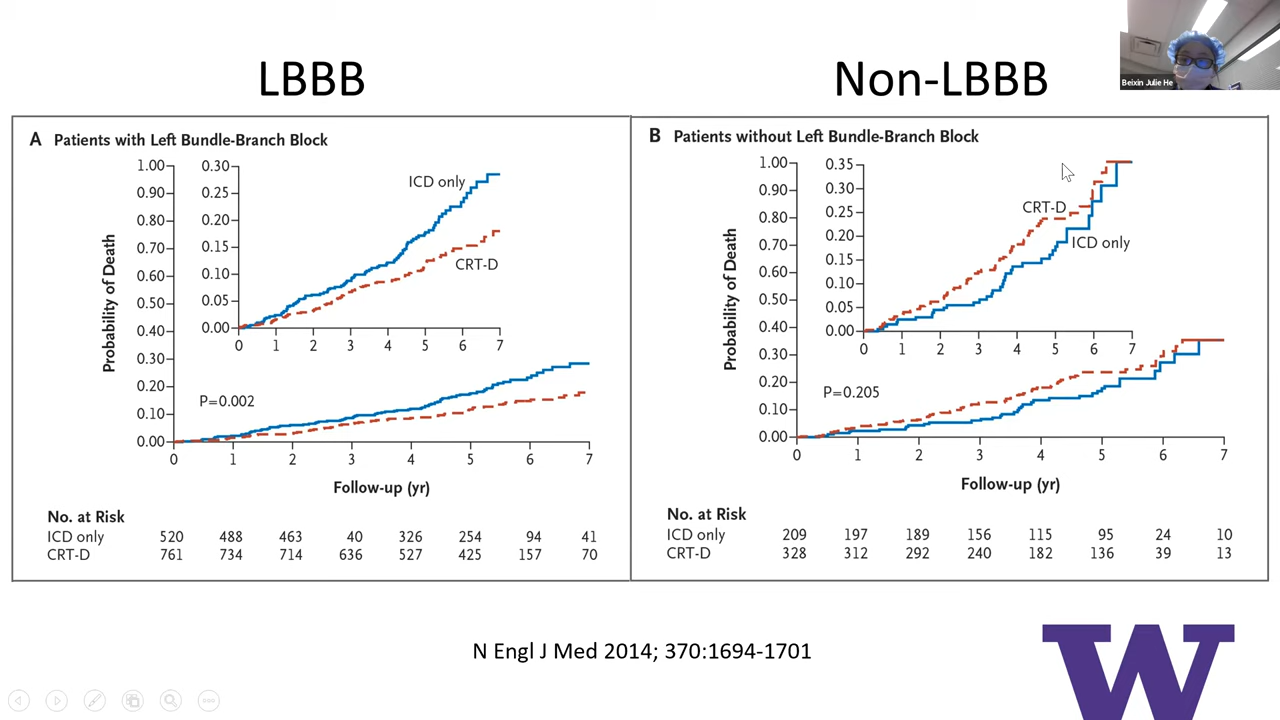 LBBB
Non-LBBB
Beixin Julie He
A Patients with Left Bundle-Branch Block
1.00
0.90
0.80
0.70
0.60
0.50
0.40
0.30
0.20
0.10
0.00
Probability of Death
0.30
0.25
0.20
0.15
0.10
0.05
0.00
0 1 2 3 4 5 6 7
ICD only
CRT-D
P=0.002
0 1 2 3 4 5 6 7
Follow-up (yr)
No. at Risk
ICD only 520 488 463 40 326 254 94 41
CRT-D 761 734 714 636 527 425 157 70
B Patients without Left Bundle-Branch Block
1.00
0.90
0.80
0.70
0.60
0.50
0.40
0.30
0.20
0.10
0.00
Probability of Death
0.35
0.30
0.25
0.20
0.15
0.10
0.05
0.00
0 1 2 3 4 5 6 7
CRT-D
ICD only
P=0.205
0 1 2 3 4 5 6 7
Follow-up (yr)
No. at Risk
ICD only 209 197 189 156 115 95 24 10
CRT-D 328 312 292 240 182 136 39 13
N Engl J Med 2014; 370:1694-1701
W